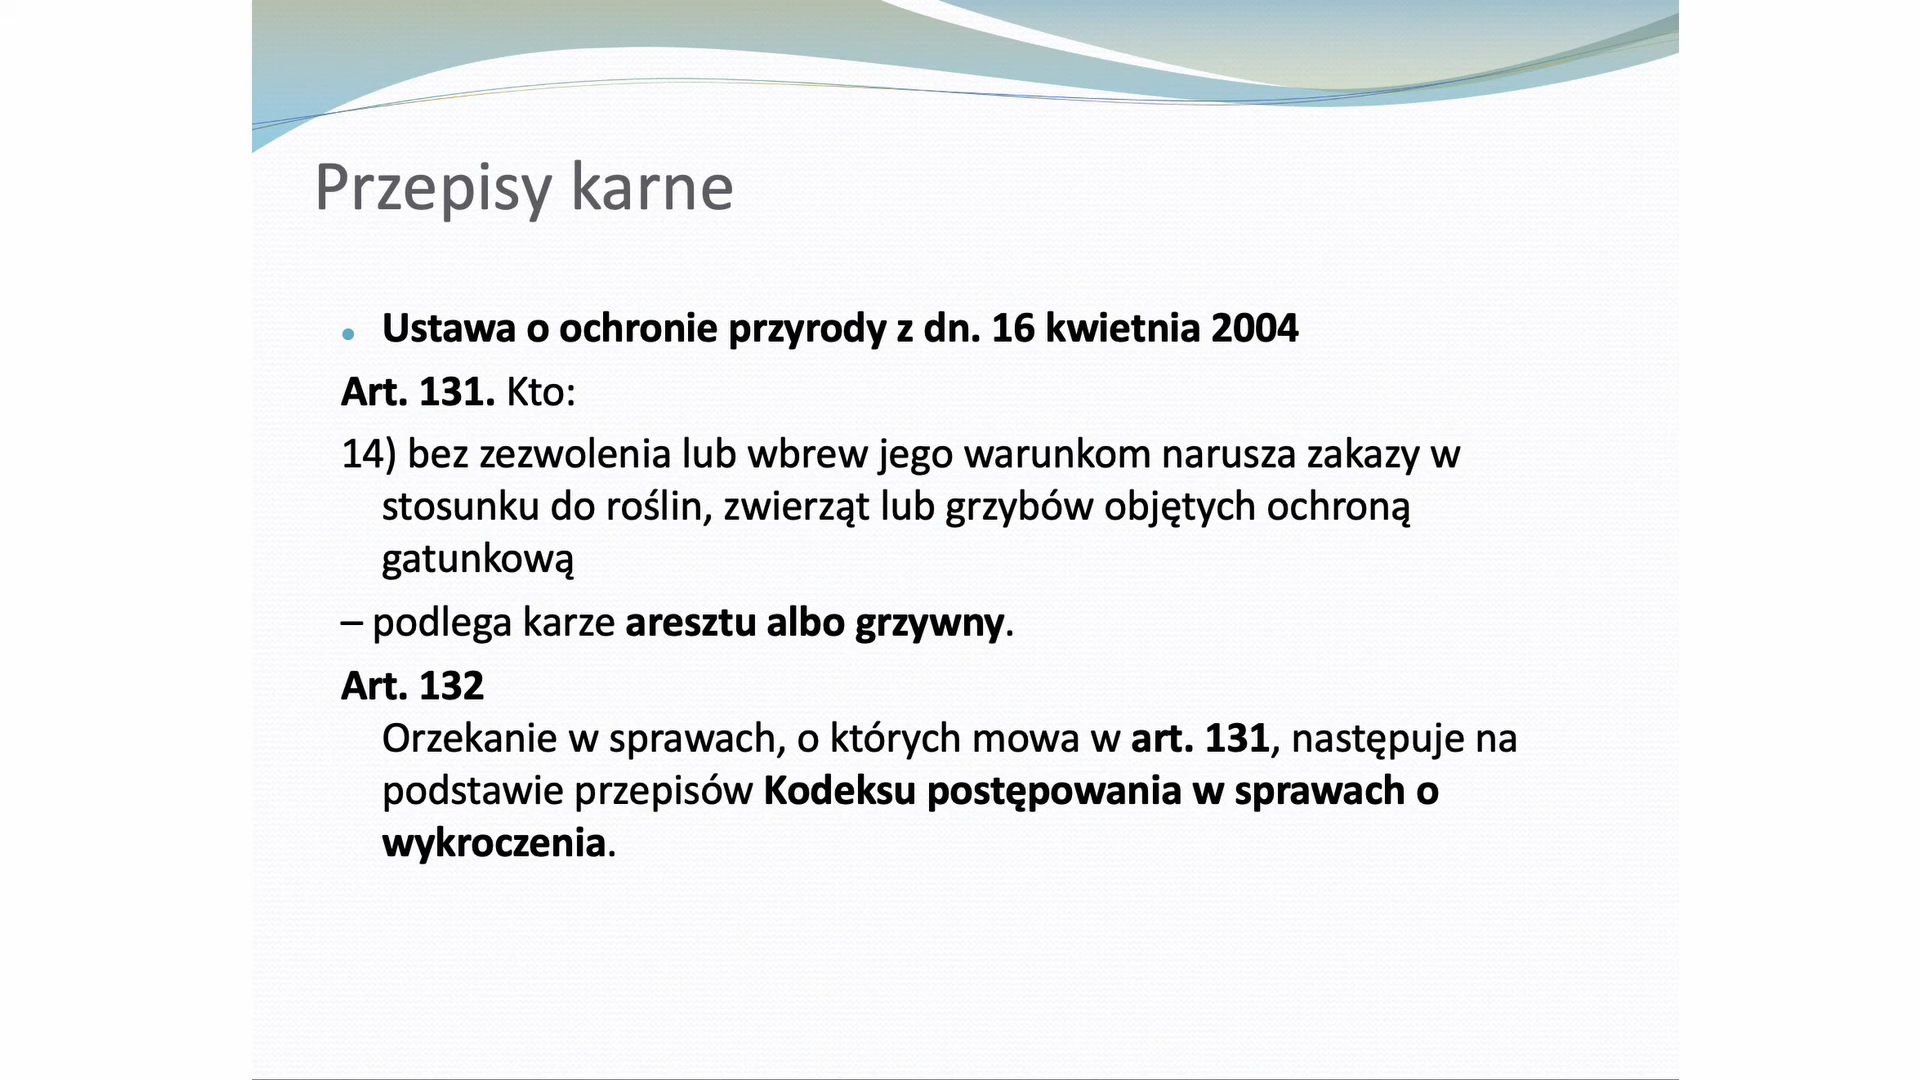 Przepisy karne
• Ustawa o ochronie przyrody z dn. 16 kwietnia 2004
Art. 131. Kto:
14) bez zezwolenia lub wbrew jego warunkom narusza zakazy w
stosunku do roślin, zwierząt lub grzybów objętych ochroną
gatunkową
– podlega karze aresztu albo grzywny.
Art. 132
Orzekanie w sprawach, o których mowa w art. 131, następuje na
podstawie przepisów Kodeksu postępowania w sprawach o
wykroczenia.